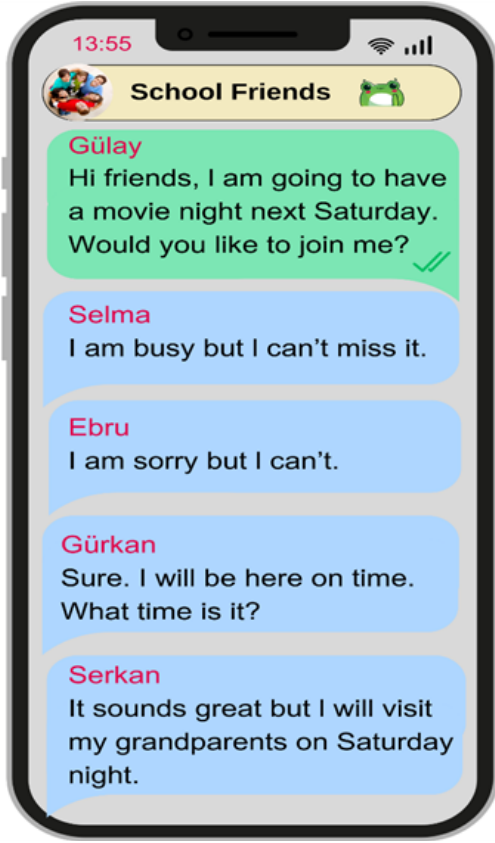 13:55
School Friends
Gülay
Hi friends, I am going to have
a movie night next Saturday.
Would you like to join me?
Selma
I am busy but I can't miss it.
Ebru
I am sorry but I can't.
Gürkan
Sure. I will be here on time.
What time is it?
Serkan
It sounds great but I will visit
my grandparents on Saturday
night.